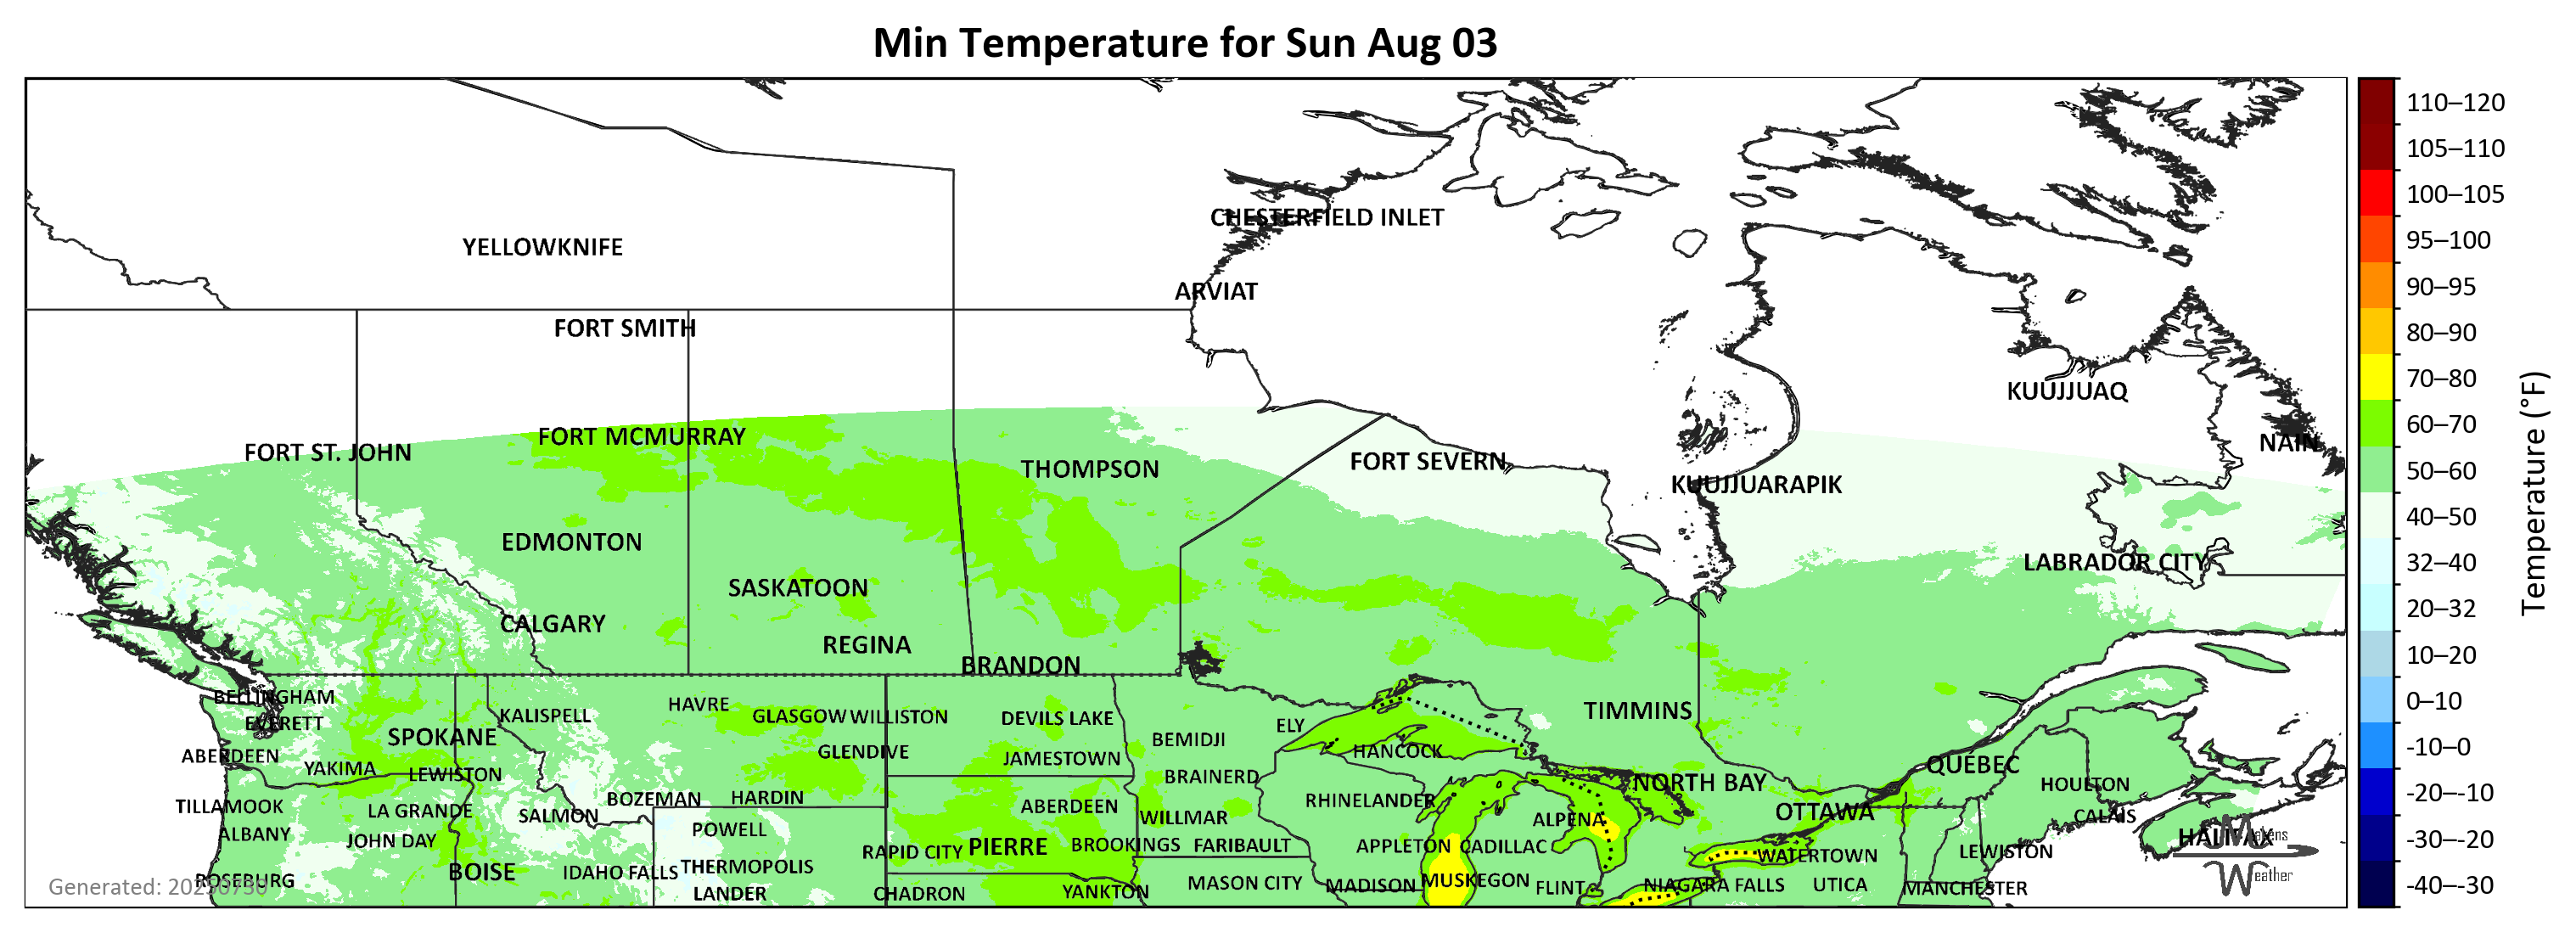 Min Temperature for Sun Aug 03
110–120
105–110
100–105
95–100
90–95
80–90
70–80
60–70
50–60
40–50
32–40
20–32
10–20
0–10
-10–0
-20–-10
-30–-20
-40–-30
Temperature (°F)
CHESTERFIELD INLET
YELLOWKNIFE
ARVIAT
FORT SMITH
KUUJJUAQ
FORT MCMURRAY
NAIN
FORT ST. JOHN
FORT SEVERN
THOMPSON
KUUJJUARAPIK
EDMONTON
LABRADOR CITY
SASKATOON
CALGARY
REGINA
BRANDON
BELLINGHAM
HAVRE
TIMMINS
KALISPELL
GLASGOW
WILLISTON
DEVILS LAKE
EVERETT
ELY
SPOKANE
BEMIDJI
HANCOCK
GLENDIVE
ABERDEEN
JAMESTOWN
QUÉBEC
YAKIMA
LEWISTON
BRAINERD
NORTH BAY
HOULTON
BOZEMAN
HARDIN
RHINELANDER
TILLAMOOK
ABERDEEN
LA GRANDE
OTTAWA
SALMON
CALAIS
WILLMAR
ALPENA
POWELL
ALBANY
HALIFAX
JOHN DAY
BROOKINGS
FARIBAULT
APPLETON
CADILLAC
PIERRE
RAPID CITY
LEWISTON
WATERTOWN
THERMOPOLIS
BOISE
IDAHO FALLS
ROSEBURG
MUSKEGON
MASON CITY
MADISON
NIAGARA FALLS
UTICA
FLINT
MANCHESTER
YANKTON
LANDER
CHADRON
Generated: 20250730
Makens
Weather